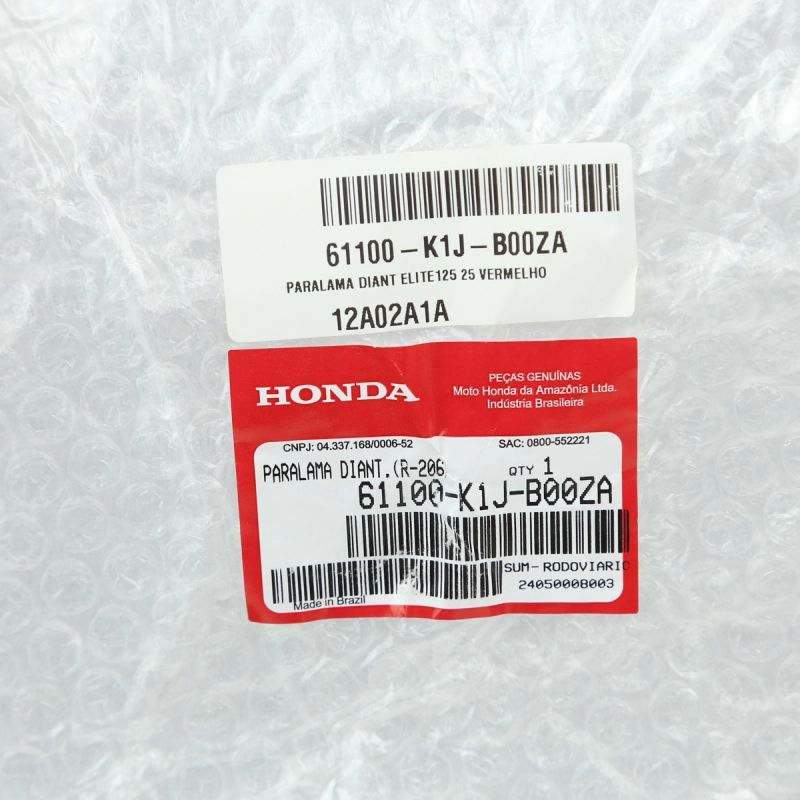 61100-K1J-B00ZA
PARALAMA DIANT ELITE125 25 VERMELHO
12A02A1A
HONDA
PEÇAS GENUÍNAS
Moto Honda da Amazônia Ltda.
Indústria Brasileira
CNPJ: 04.337.168/0006-52
SAC: 0800-552221
PARALAMA DIANT.(R-206
QTY 1
61100-K1J-B00ZA
SUM-RODOVIARIO
24050008003
Made in Brazil